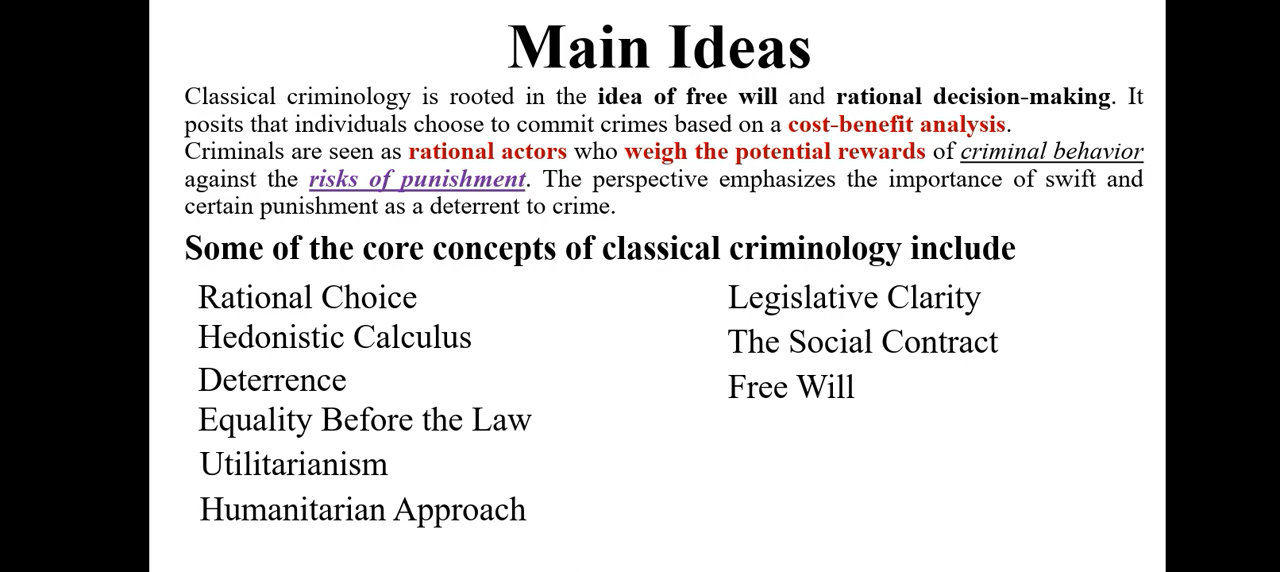 Main Ideas
Classical criminology is rooted in the idea of free will and rational decision-making. It
posits that individuals choose to commit crimes based on a cost-benefit analysis.
Criminals are seen as rational actors who weigh the potential rewards of criminal behavior
against the risks of punishment. The perspective emphasizes the importance of swift and
certain punishment as a deterrent to crime.
Some of the core concepts of classical criminology include
Rational Choice
Hedonistic Calculus
Deterrence
Equality Before the Law
Utilitarianism
Humanitarian Approach
Legislative Clarity
The Social Contract
Free Will